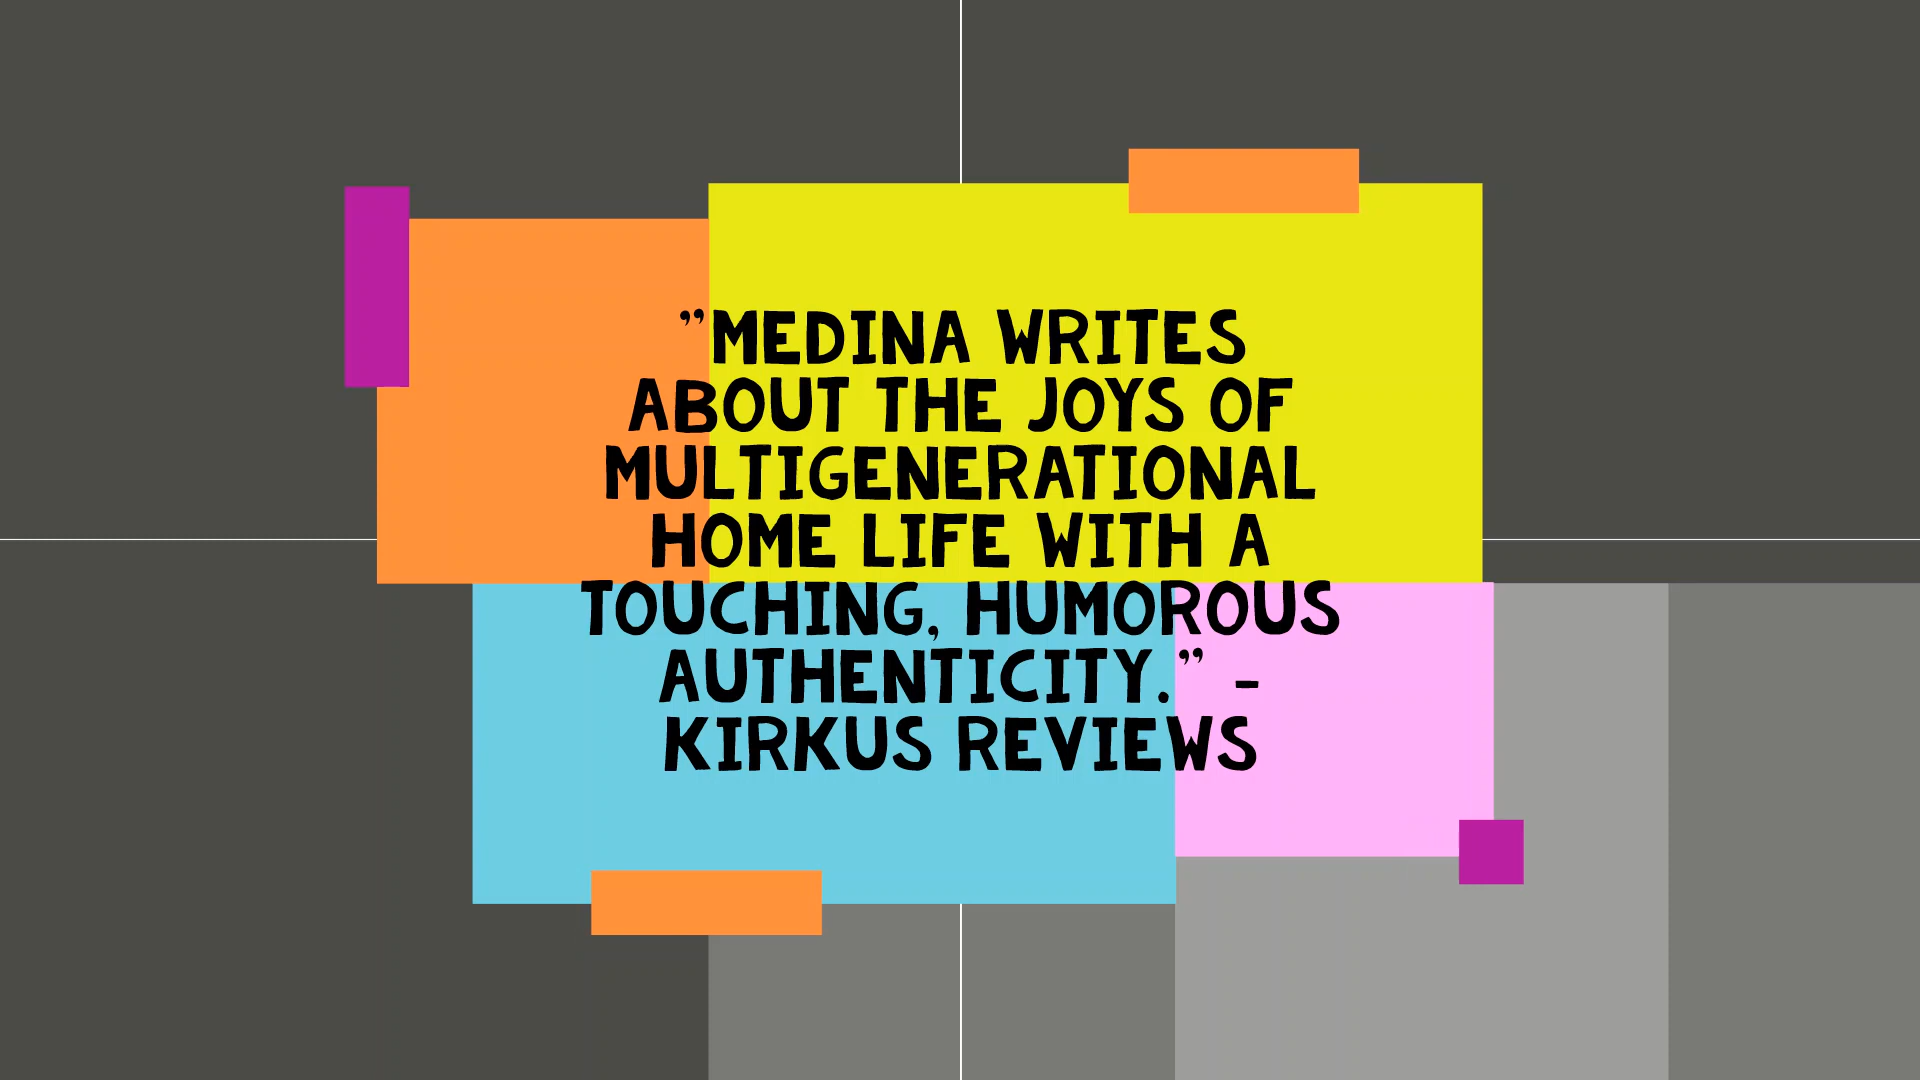 ”MEDINA WRITES
ABOUT THE JOYS OF
MULTIGENERATIONAL
HOME LIFE WITH A
TOUCHING, HUMOROUS
AUTHENTICITY.” -
KIRKUS REVIEWS